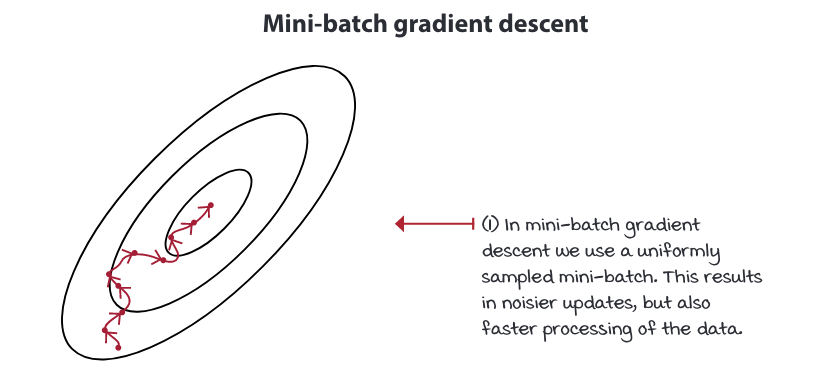 Mini-batch gradient descent
(1) In mini-batch gradient
descent we use a uniformly
sampled mini-batch. This results
in noisier updates, but also
faster processing of the data.